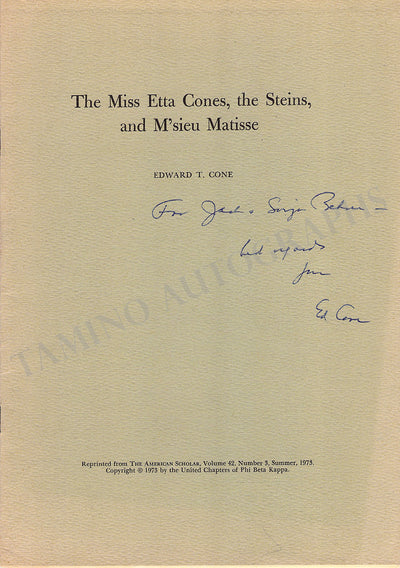 The Miss Etta Cones, the Steins,
and M'sieu Matisse
EDWARD T. CONE
For Jack & Sonja
best regards
from
Ed Cone
TAMINO AUTOGRAPHS
Reprinted from THE AMERICAN SCHOLAR, Volume 42, Number 3, Summer, 1973.
Copyright © 1973 by the United Chapters of Phi Beta Kappa.